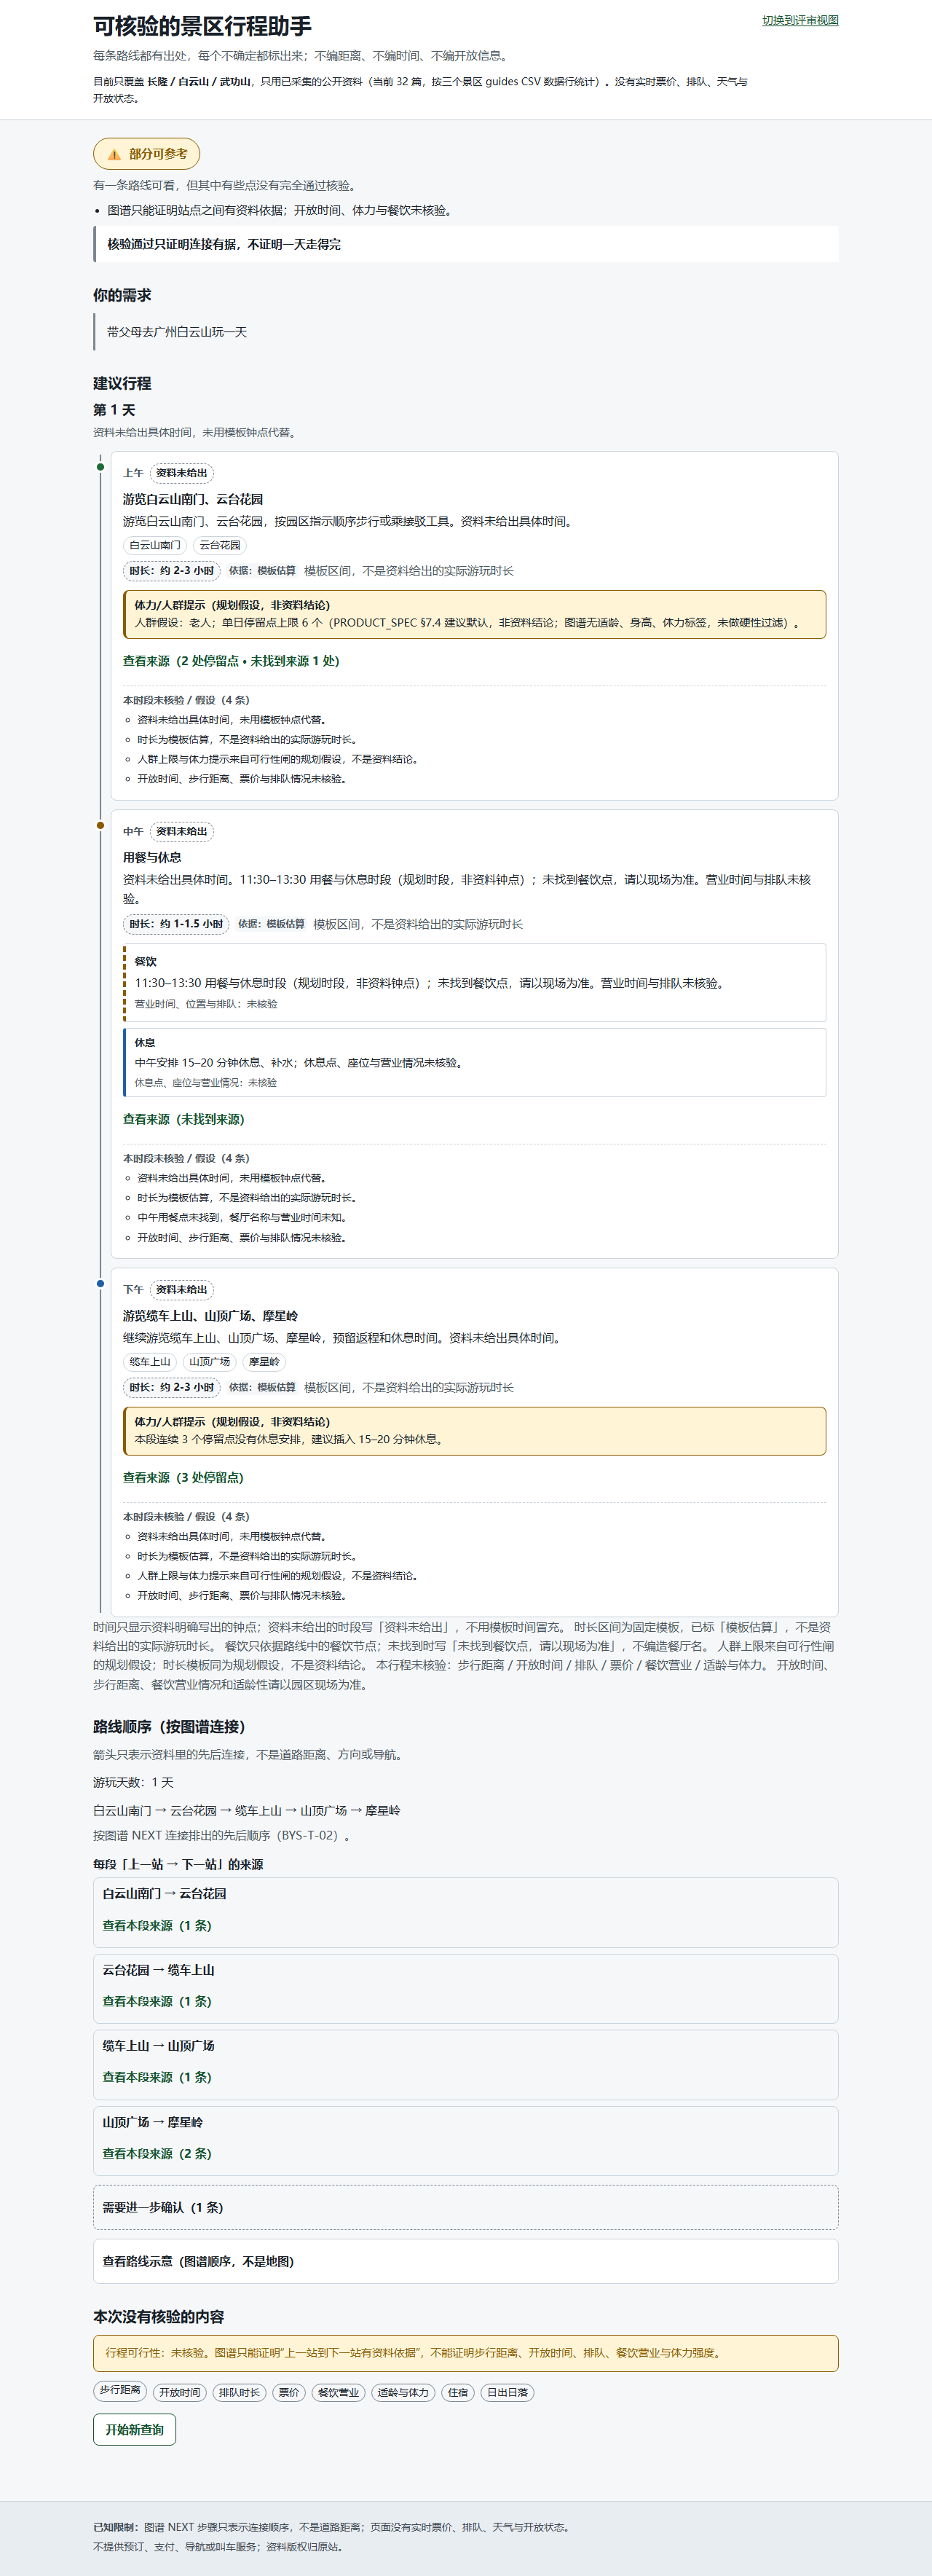 可核验的景区行程助手
切换到评审视图
每条路线都有出处，每个不确定都标出来；不编距离、不编时间、不编开放信息。
目前只覆盖 长隆 / 白云山 / 武功山，只用已采集的公开资料（当前 32 篇，按三个景区 guides CSV 数据行统计）。没有实时票价、排队、天气与
开放状态。
⚠ 部分可参考
有一条路线可看，但其中有些点没有完全通过核验。
• 图谱只能证明站点之间有资料依据；开放时间、体力与餐饮未核验。
核验通过只证明连接有据，不证明一天走得完
你的需求
带父母去广州白云山玩一天
建议行程
第 1 天
资料未给出具体时间，未用模板钟点代替。
上午 资料未给出
游览白云山南门、云台花园
游览白云山南门、云台花园，按园区指示顺序步行或乘接驳工具。资料未给出具体时间。
白云山南门 云台花园
时长：约 2-3 小时 依据：模板估算 模板区间，不是资料给出的实际游玩时长
体力/人群提示（规划假设，非资料结论）
人群假设：老人；单日停留点上限 6 个（PRODUCT_SPEC §7.4 建议默认，非资料结论；图谱无适龄、身高、体力标签，未做硬性过滤）。
查看来源（2 处停留点 • 未找到来源 1 处）
本时段未核验 / 假设（4 条）
资料未给出具体时间，未用模板钟点代替。
时长为模板估算，不是资料给出的实际游玩时长。
人群上限与体力提示来自可行性闸的规划假设，不是资料结论。
开放时间、步行距离、票价与排队情况未核验。
中午 资料未给出
用餐与休息
资料未给出具体时间。11:30–13:30 用餐与休息时段（规划时段，非资料钟点）；未找到餐饮点，请以现场为准。营业时间与排队未核
验。
时长：约 1-1.5 小时 依据：模板估算 模板区间，不是资料给出的实际游玩时长
餐饮
11:30–13:30 用餐与休息时段（规划时段，非资料钟点）；未找到餐饮点，请以现场为准。营业时间与排队未核验。
营业时间、位置与排队：未核验
休息
中午安排 15–20 分钟休息、补水；休息点、座位与营业情况未核验。
休息点、座位与营业情况：未核验
查看来源（未找到来源）
本时段未核验 / 假设（4 条）
资料未给出具体时间，未用模板钟点代替。
时长为模板估算，不是资料给出的实际游玩时长。
中午用餐点未找到，餐厅名称与营业时间未知。
开放时间、步行距离、票价与排队情况未核验。
下午 资料未给出
游览缆车上山、山顶广场、摩星岭
继续游览缆车上山、山顶广场、摩星岭，预留返程和休息时间。资料未给出具体时间。
缆车上山 山顶广场 摩星岭
时长：约 2-3 小时 依据：模板估算 模板区间，不是资料给出的实际游玩时长
体力/人群提示（规划假设，非资料结论）
本段连续 3 个停留点没有休息安排，建议插入 15–20 分钟休息。
查看来源（3 处停留点）
本时段未核验 / 假设（4 条）
资料未给出具体时间，未用模板钟点代替。
时长为模板估算，不是资料给出的实际游玩时长。
人群上限与体力提示来自可行性闸的规划假设，不是资料结论。
开放时间、步行距离、票价与排队情况未核验。
时间只显示资料明确写出的钟点；资料未给出的时段写「资料未给出」，不用模板时间冒充。 时长区间为固定模板，已标「模板估算」，不是资
料给出的实际游玩时长。 餐饮只依据路线中的餐饮节点；未找到时写「未找到餐饮点，请以现场为准」，不编造餐厅名。 人群上限来自可行性闸
的规划假设；时长模板同为规划假设，不是资料结论。 本行程未核验：步行距离 / 开放时间 / 排队 / 票价 / 餐饮营业 / 适龄与体力。 开放时间、
步行距离、餐饮营业情况和适龄性请以园区现场为准。
路线顺序（按图谱连接）
箭头只表示资料里的先后连接，不是道路距离、方向或导航。
游玩天数：1 天
白云山南门 → 云台花园 → 缆车上山 → 山顶广场 → 摩星岭
按图谱 NEXT 连接排出的先后顺序（BYS-T-02）。
每段「上一站 → 下一站」的来源
白云山南门 → 云台花园
查看本段来源（1 条）
云台花园 → 缆车上山
查看本段来源（1 条）
缆车上山 → 山顶广场
查看本段来源（1 条）
山顶广场 → 摩星岭
查看本段来源（2 条）
需要进一步确认（1 条）
查看路线示意（图谱顺序，不是地图）
本次没有核验的内容
行程可行性：未核验。图谱只能证明“上一站到下一站有资料依据”，不能证明步行距离、开放时间、排队、餐饮营业与体力强度。
步行距离 开放时间 排队时长 票价 餐饮营业 适龄与体力 住宿 日出日落
开始新查询
已知限制：图谱 NEXT 步骤只表示连接顺序，不是道路距离；页面没有实时票价、排队、天气与开放状态。
不提供预订、支付、导航或叫车服务；资料版权归原站。